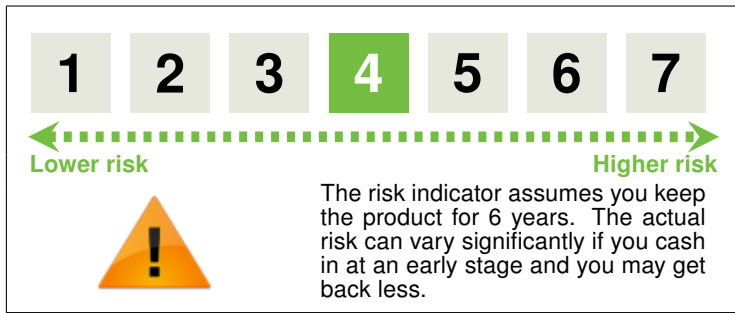 1 2 3 4 5 6 7
Lower risk Higher risk
The risk indicator assumes you keep
the product for 6 years. The actual
risk can vary significantly if you cash
in at an early stage and you may get
back less.